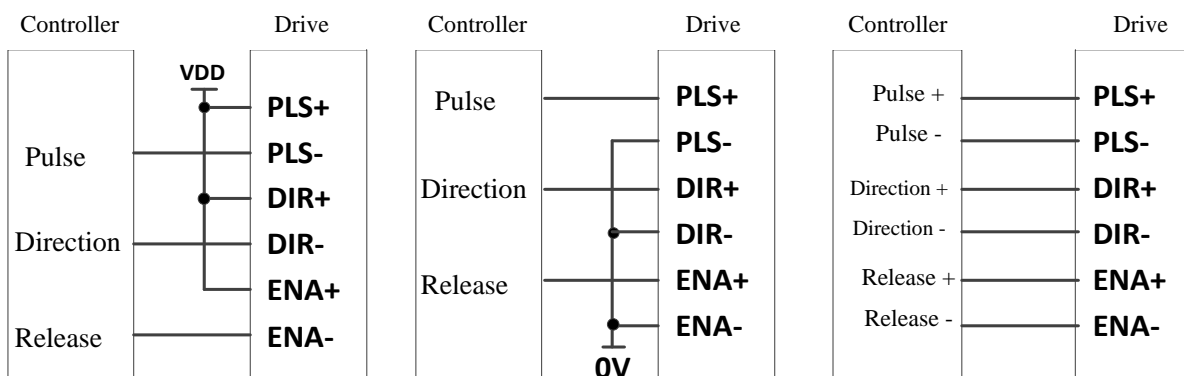 Controller
Drive
VDD
PLS+
Pulse
PLS-
DIR+
Direction
DIR-
ENA+
Release
ENA-
Controller
Drive
Pulse
PLS+
PLS-
Direction
DIR+
DIR-
Release
ENA+
ENA-
0V
Controller
Drive
Pulse +
PLS+
Pulse -
PLS-
Direction +
DIR+
Direction -
DIR-
Release +
ENA+
Release -
ENA-